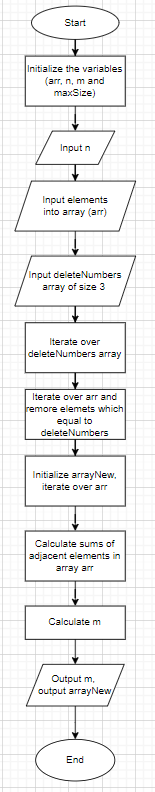 Start
Initialize the variables
(arr, n, m and
maxSize)
Input n
Input elements
into array (arr)
Input deleteNumbers
array of size 3
Iterate over
deleteNumbers array
Iterate over arr and
remore elemets which
equal to
deleteNumbers
Initialize arrayNew,
iterate over arr
Calculate sums of
adjacent elements in
array arr
Calculate m
Output m,
output arrayNew
End